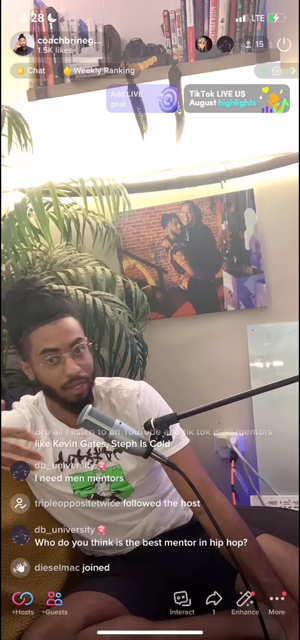 3:28
LTE
coachbrineg...
1.5K likes
15
Chat
Weekly Ranking
Add LIVE
goal
TikTok LIVE US
August highlights
like Kevin Gates, Steph Is Cold
db_university
I need men mentors
tripleoppositetwice followed the host
db_university
Who do you think is the best mentor in hip hop?
dieselmac joined
+Hosts
+Guests
Interact
1
Enhance
More